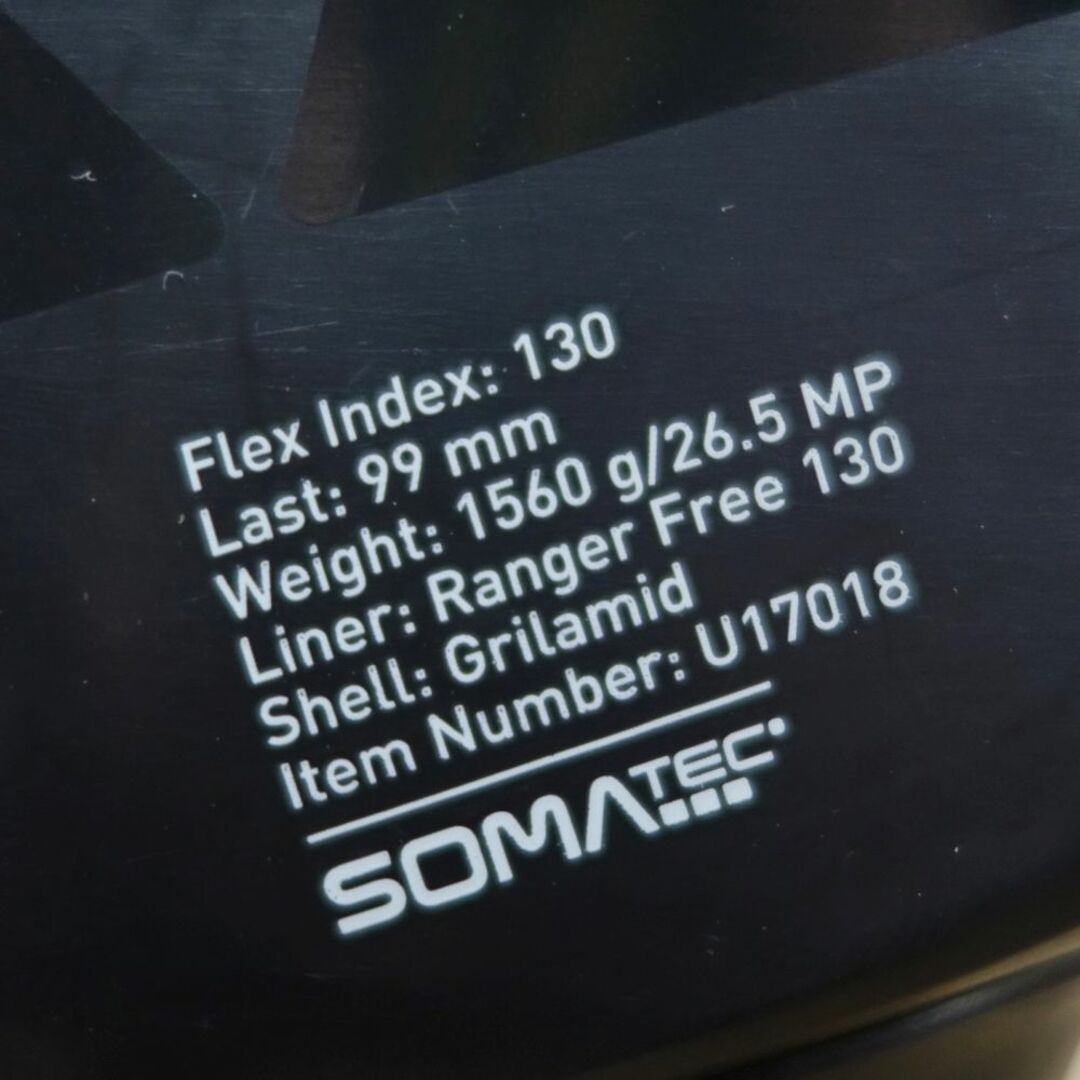 Flex Index: 130
Last: 99 mm
Weight: 1560 g/26.5 MP
Liner: Ranger Free 130
Shell: Grilamid
Item Number: U17018
SOMATEC